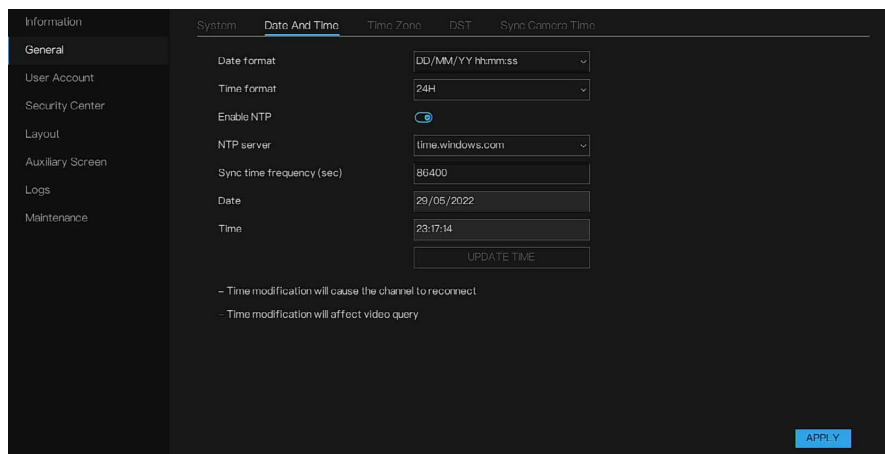 Information
General
User Account
Security Center
Layout
Auxiliary Screen
Logs
Maintenance
System Date And Time Time Zone DST Sync Camera Time
Date format DD/MM/YY hh:mm:ss
Time format 24H
Enable NTP
NTP server time.windows.com
Sync time frequency (sec) 86400
Date 29/05/2022
Time 23:17:14
UPDATE TIME
– Time modification will cause the channel to reconnect
– Time modification will affect video query
APPLY